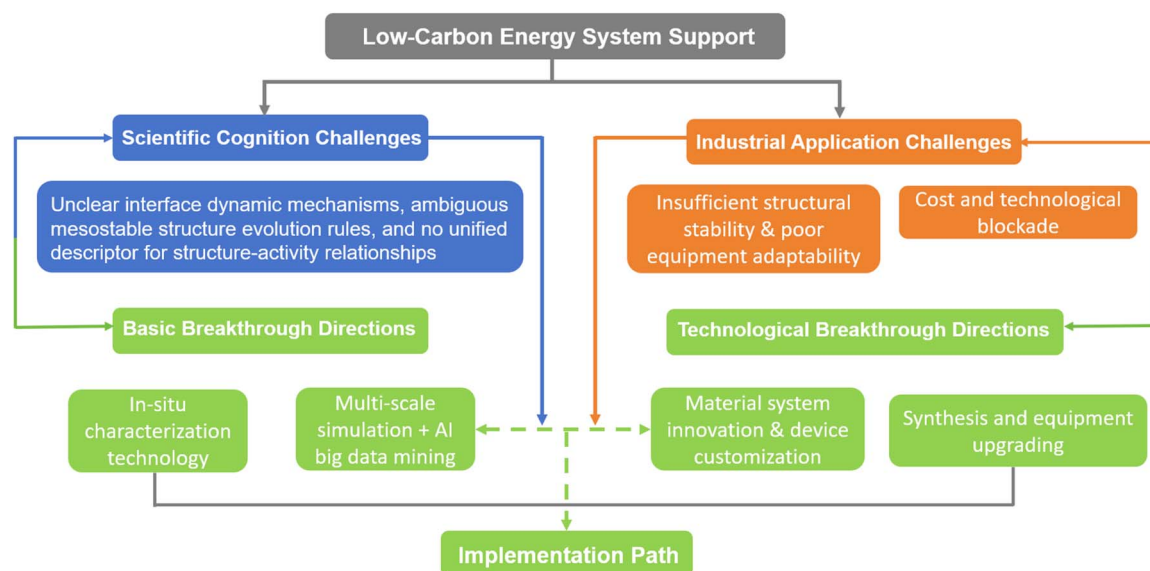 Low-Carbon Energy System Support
Scientific Cognition Challenges
Industrial Application Challenges
Unclear interface dynamic mechanisms, ambiguous
mesostable structure evolution rules, and no unified
descriptor for structure-activity relationships
Insufficient structural
stability & poor
equipment adaptability
Cost and technological
blockade
Basic Breakthrough Directions
Technological Breakthrough Directions
In-situ
characterization
technology
Multi-scale
simulation + AI
big data mining
Material system
innovation & device
customization
Synthesis and equipment
upgrading
Implementation Path